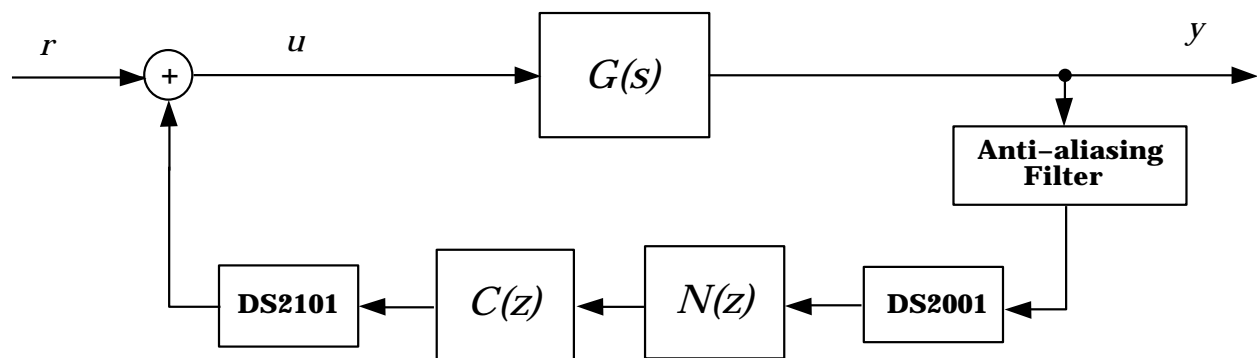 r
u
y
+
G(s)
Anti–aliasing
Filter
DS2101
C(z)
N(z)
DS2001